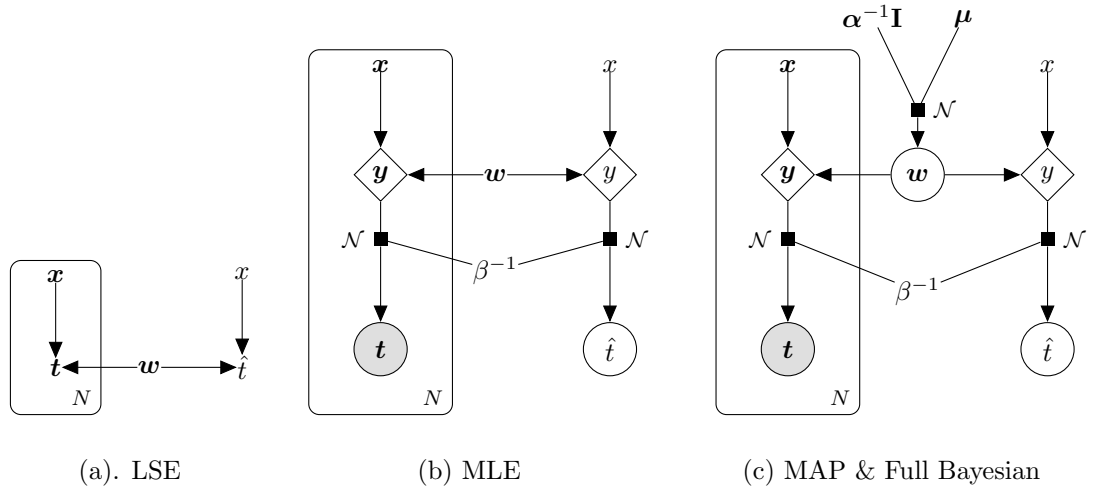 x
t
w
N
x
t̂
(a). LSE
x
y
w
𝒩
β⁻¹
t
N
x
y
𝒩
t̂
(b) MLE
α⁻¹I
μ
𝒩
x
y
w
𝒩
β⁻¹
t
N
x
y
𝒩
t̂
(c) MAP & Full Bayesian